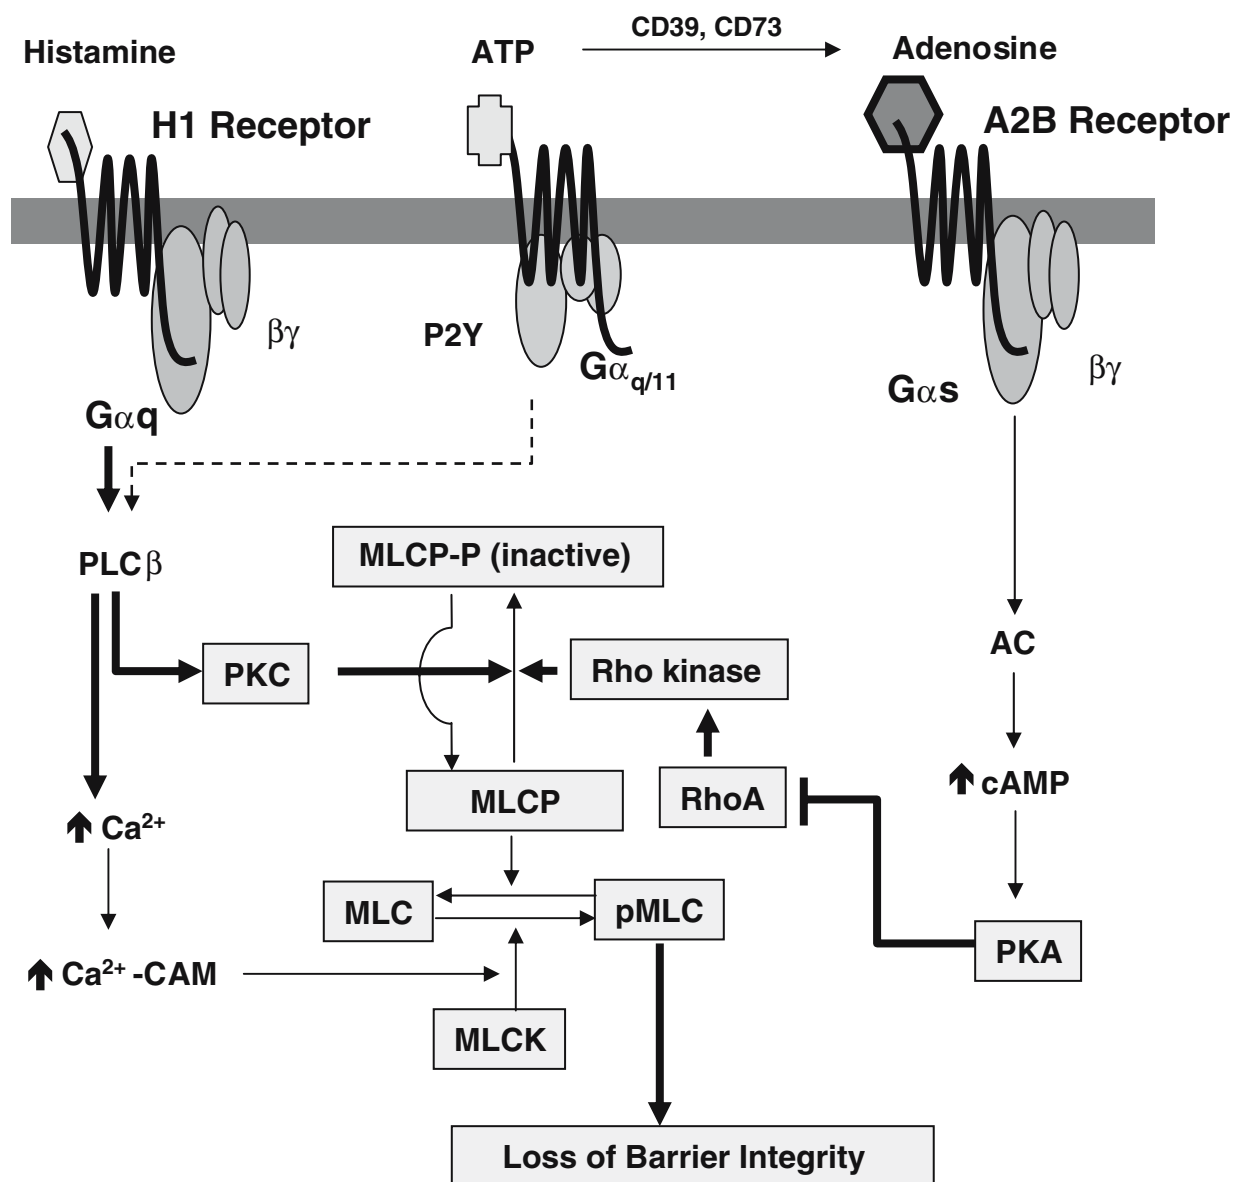 CD39, CD73
Histamine
ATP
Adenosine
H1 Receptor
A2B Receptor
βγ
P2Y
Gαq/11
βγ
Gαs
Gαq
MLCP-P (inactive)
PLCβ
AC
PKC
Rho kinase
cAMP
MLCP
RhoA
Ca2+
MLC
pMLC
PKA
Ca2+ -CAM
MLCK
Loss of Barrier Integrity